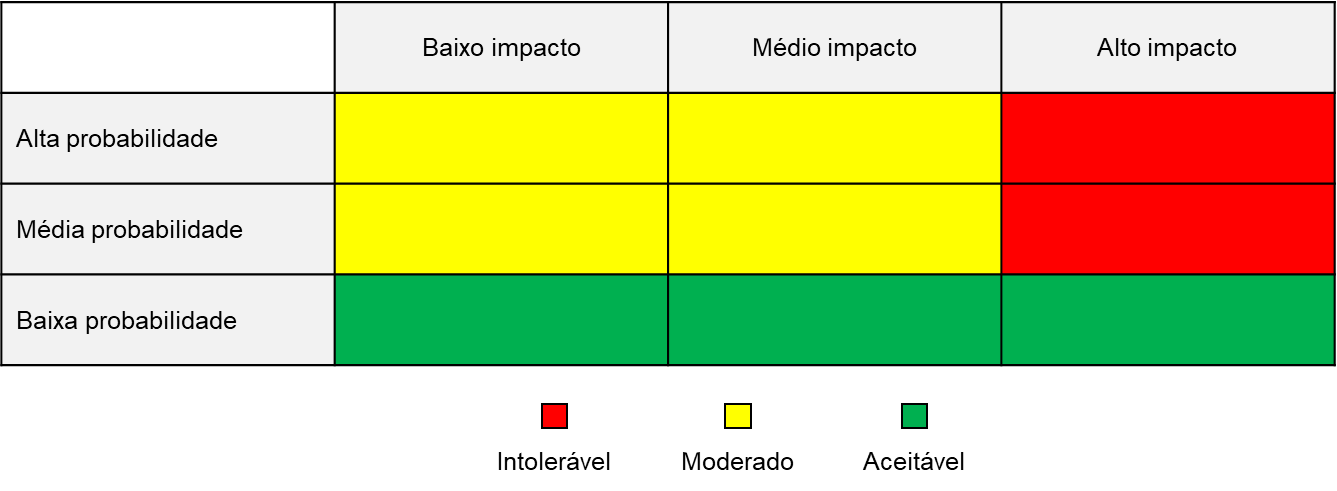 Baixo impacto
Médio impacto
Alto impacto
Alta probabilidade
Média probabilidade
Baixa probabilidade
Intolerável
Moderado
Aceitável